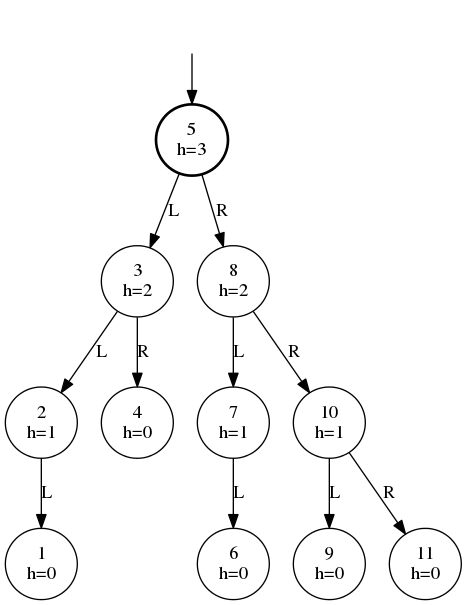 5
h=3
L R
3 8
h=2 h=2
L R L R
2 4 7 10
h=1 h=0 h=1 h=1
L L L R
1 6 9 11
h=0 h=0 h=0 h=0